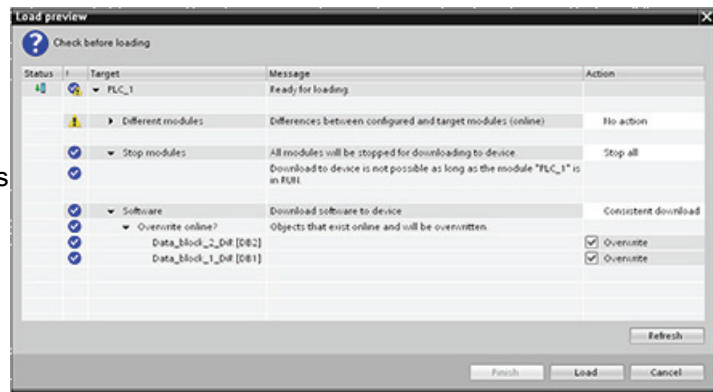 Load preview
Check before loading
Status ! Target Message Action
PLC_1 Ready for loading.
Different modules Differences between configured and target modules (online) No action
Stop modules All modules will be stopped for downloading to device Stop all
Download to device is not possible as long as the module "PLC_1" is
in RUN.
s
Software Download software to device Consistent download
Overwrite online? Objects that exist online and will be overwritten.
Data_block_2_DiR [DB2] Overwrite
Data_block_1_DiR [DB1] Overwrite
Refresh
Finish Load Cancel